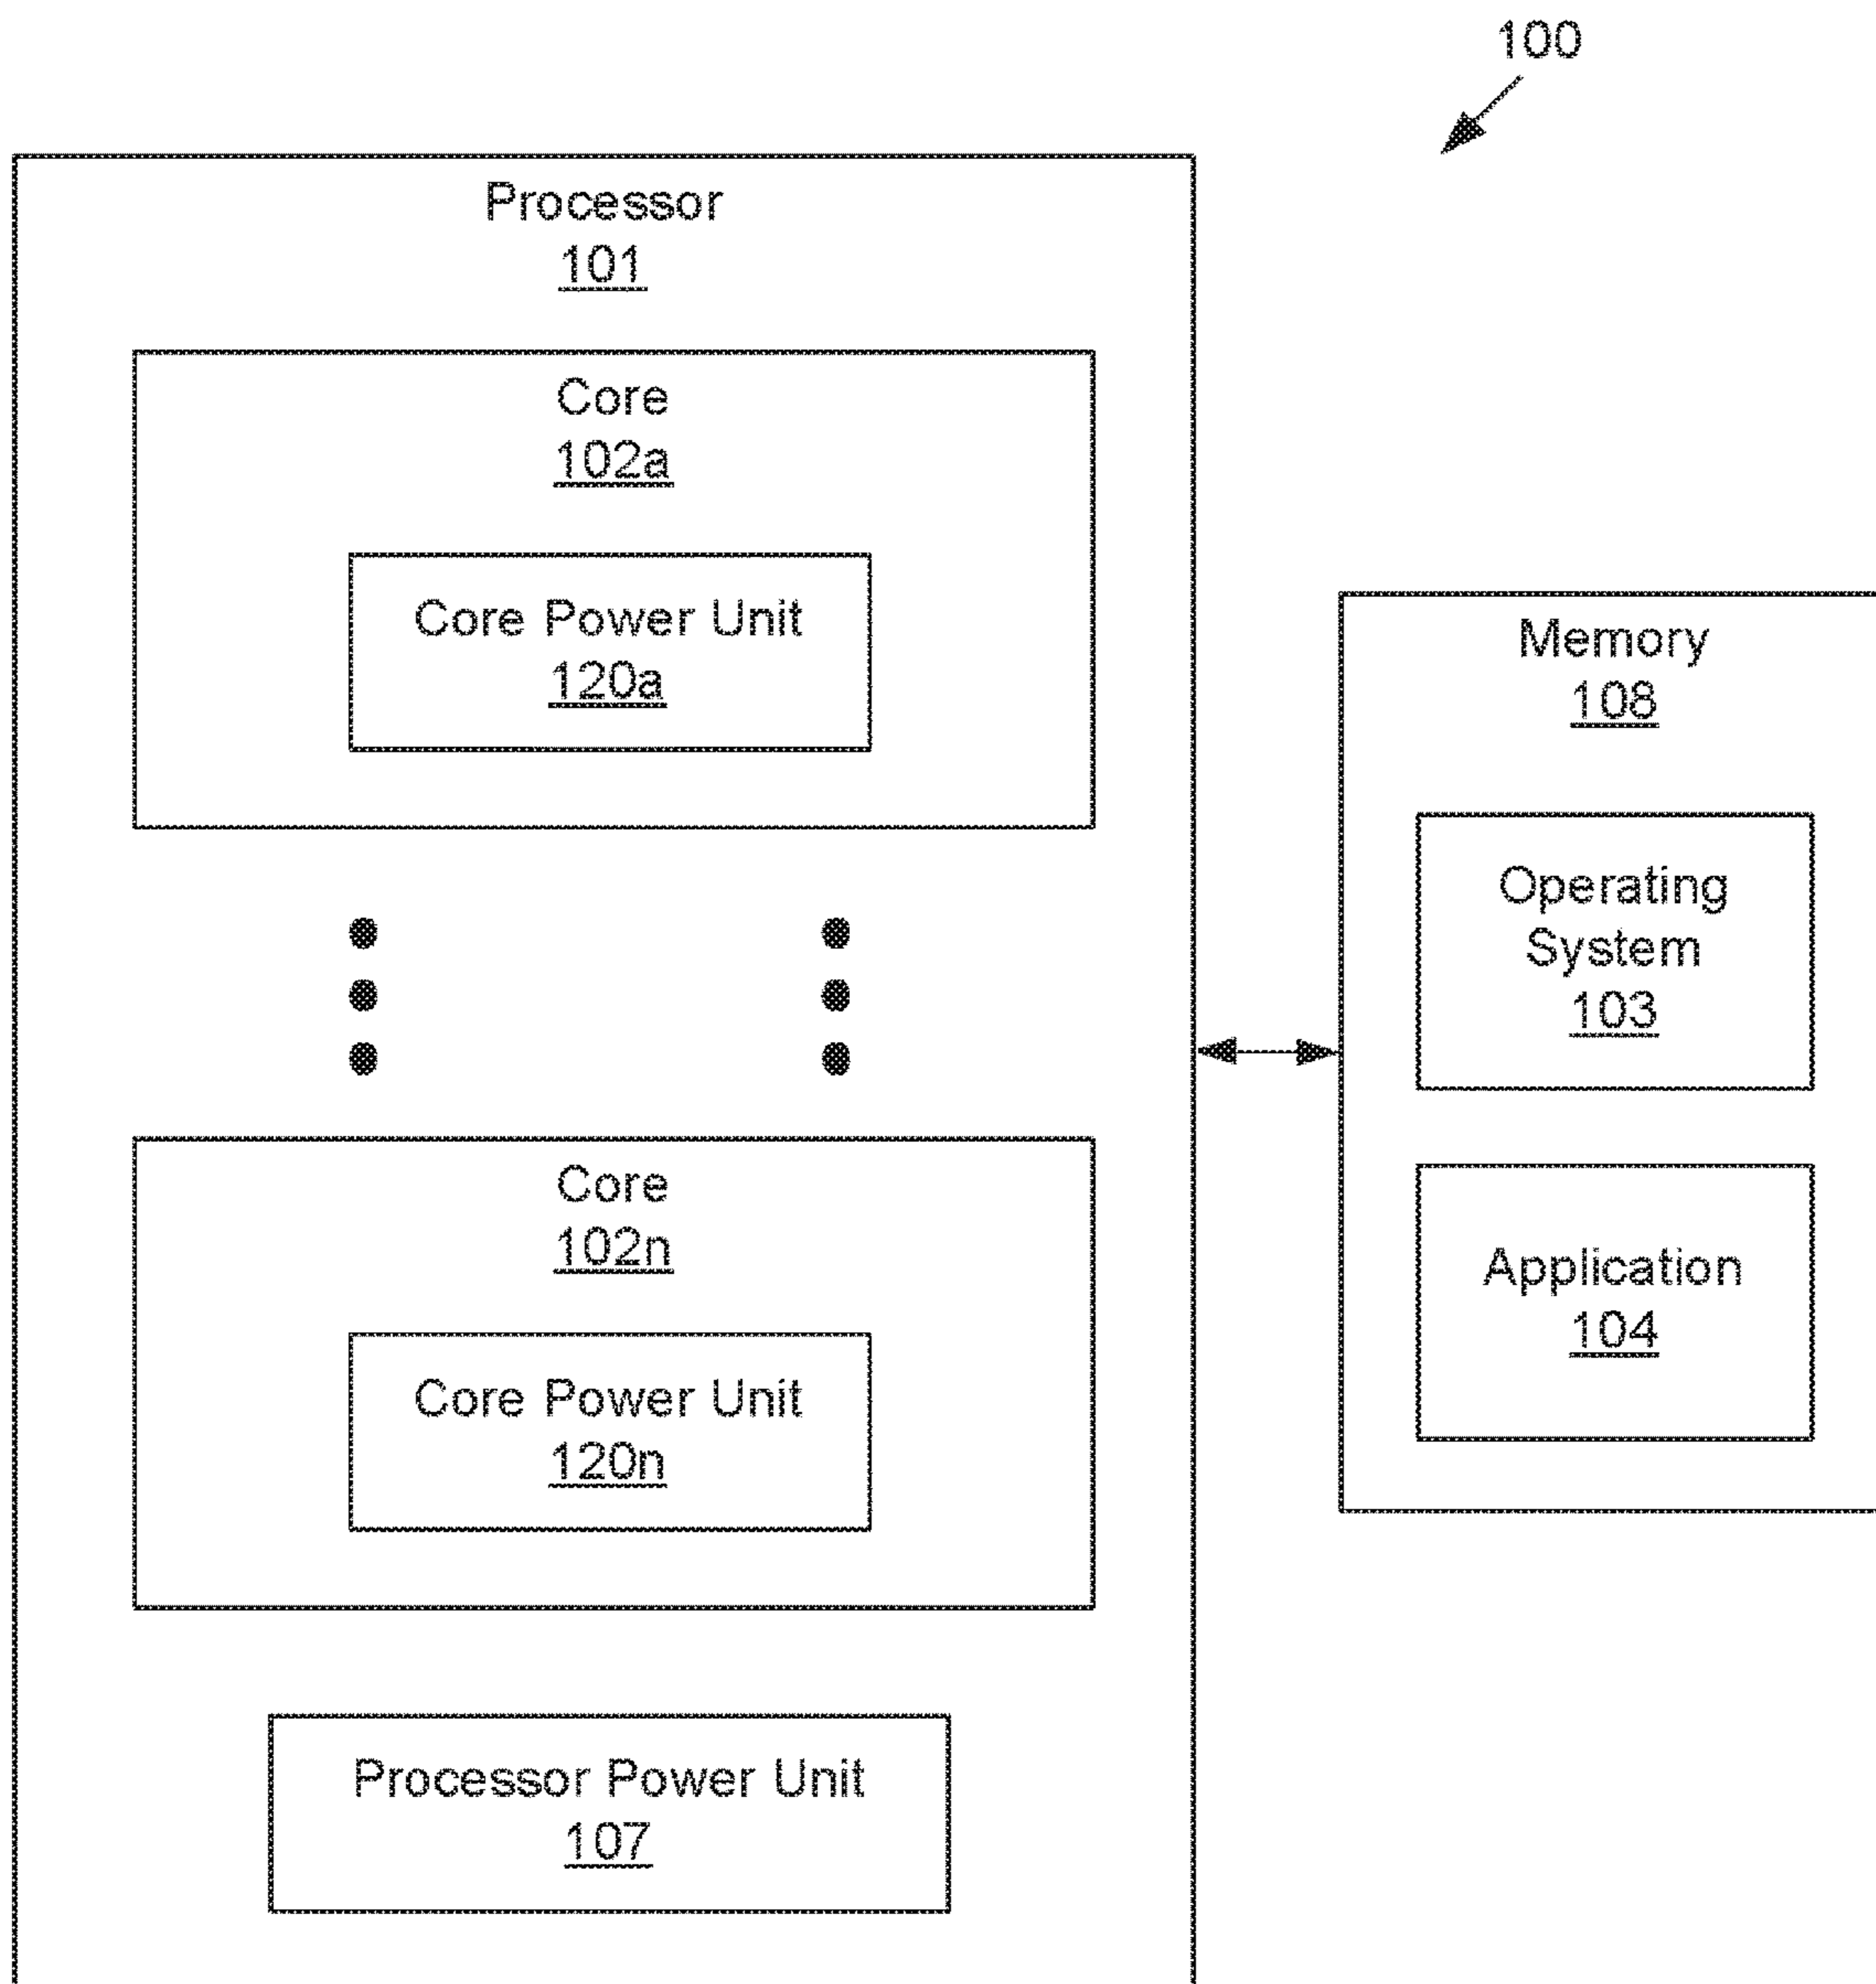 100
Processor
101
Core
102a
Core Power Unit
120a
Core
102n
Core Power Unit
120n
Processor Power Unit
107
Memory
108
Operating
System
103
Application
104